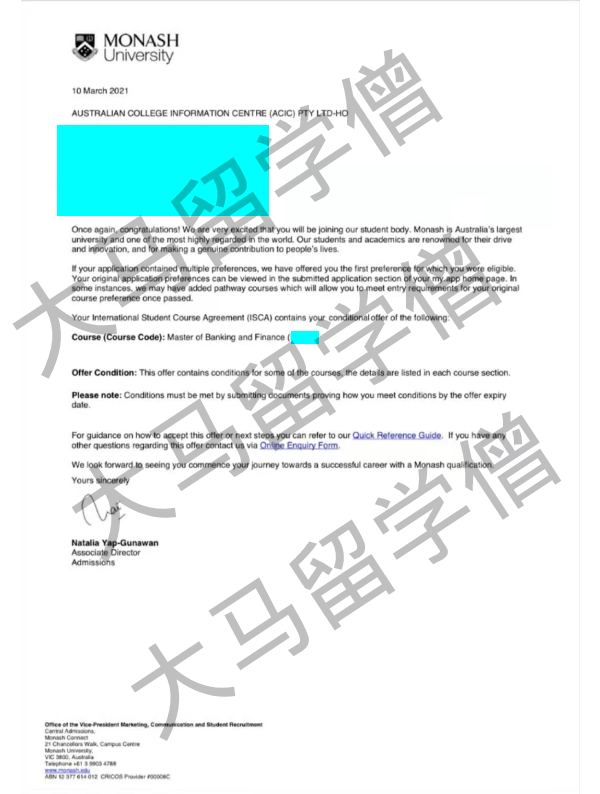 MONASH
University
10 March 2021
AUSTRALIAN COLLEGE INFORMATION CENTRE (ACIC) PTY LTD-HO
Once again, congratulations! We are very excited that you will be joining our student body. Monash is Australia's largest
university and one of the most highly regarded in the world. Our students and academics are renowned for their drive
and innovation, and for making a genuine contribution to people's lives.
If your application contained multiple preferences, we have offered you the first preference for which you were eligible.
Your original application preferences can be viewed in the submitted application section of your my.app home page. In
some instances, we may have added pathway courses which will allow you to meet entry requirements for your original
course preference once passed.
Your International Student Course Agreement (ISCA) contains your conditional offer of the following:
Course (Course Code): Master of Banking and Finance (
Offer Condition: This offer contains conditions for some of the courses, the details are listed in each course section.
Please note: Conditions must be met by submitting documents proving how you meet conditions by the offer expiry
date.
For guidance on how to accept this offer or next steps you can refer to our Quick Reference Guide. If you have any
other questions regarding this offer contact us via Online Enquiry Form.
We look forward to seeing you commence your journey towards a successful career with a Monash qualification.
Yours sincerely
Natalia Yap-Gunawan
Associate Director
Admissions
Office of the Vice-President Marketing, Communication and Student Recruitment
Central Admissions,
Monash Connect
21 Chancellors Walk, Campus Centre
Monash University,
VIC 3800, Australia
Telephone +61 3 9903 4788
www.monash.edu
ABN 12 377 614 012 CRICOS Provider #00008C
大马留学僧
大马留学僧